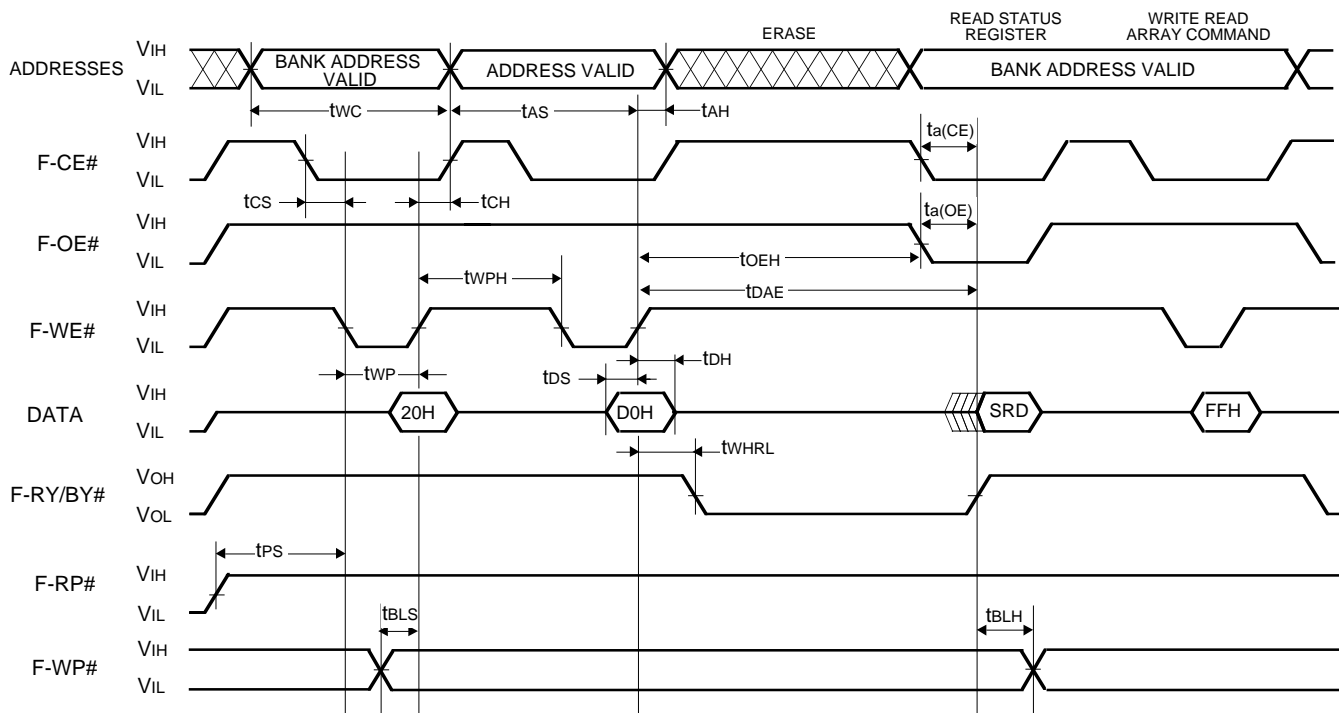 READ STATUS
REGISTER
WRITE READ
ARRAY COMMAND
ERASE
ADDRESSES
VIH
VIL
BANK ADDRESS
VALID
ADDRESS VALID
BANK ADDRESS VALID
tWC
tAS
tAH
F-CE#
VIH
VIL
ta(CE)
tCS
tCH
F-OE#
VIH
VIL
ta(OE)
tOEH
tWPH
tDAE
F-WE#
VIH
VIL
tWP
tDS
tDH
DATA
VIH
VIL
20H
D0H
SRD
FFH
tWHRL
F-RY/BY#
VOH
VOL
tPS
F-RP#
VIH
VIL
tBLS
tBLH
F-WP#
VIH
VIL